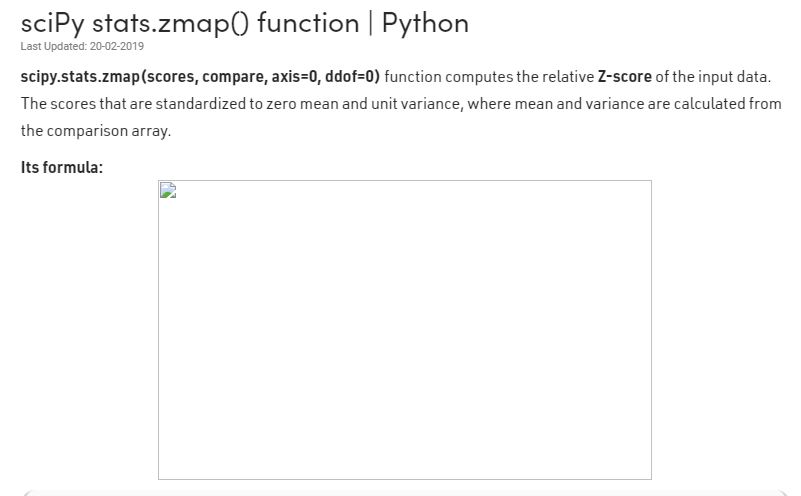 sciPy stats.zmap() function | Python
Last Updated: 20-02-2019
scipy.stats.zmap(scores, compare, axis=0, ddof=0) function computes the relative Z-score of the input data.
The scores that are standardized to zero mean and unit variance, where mean and variance are calculated from
the comparison array.
Its formula: